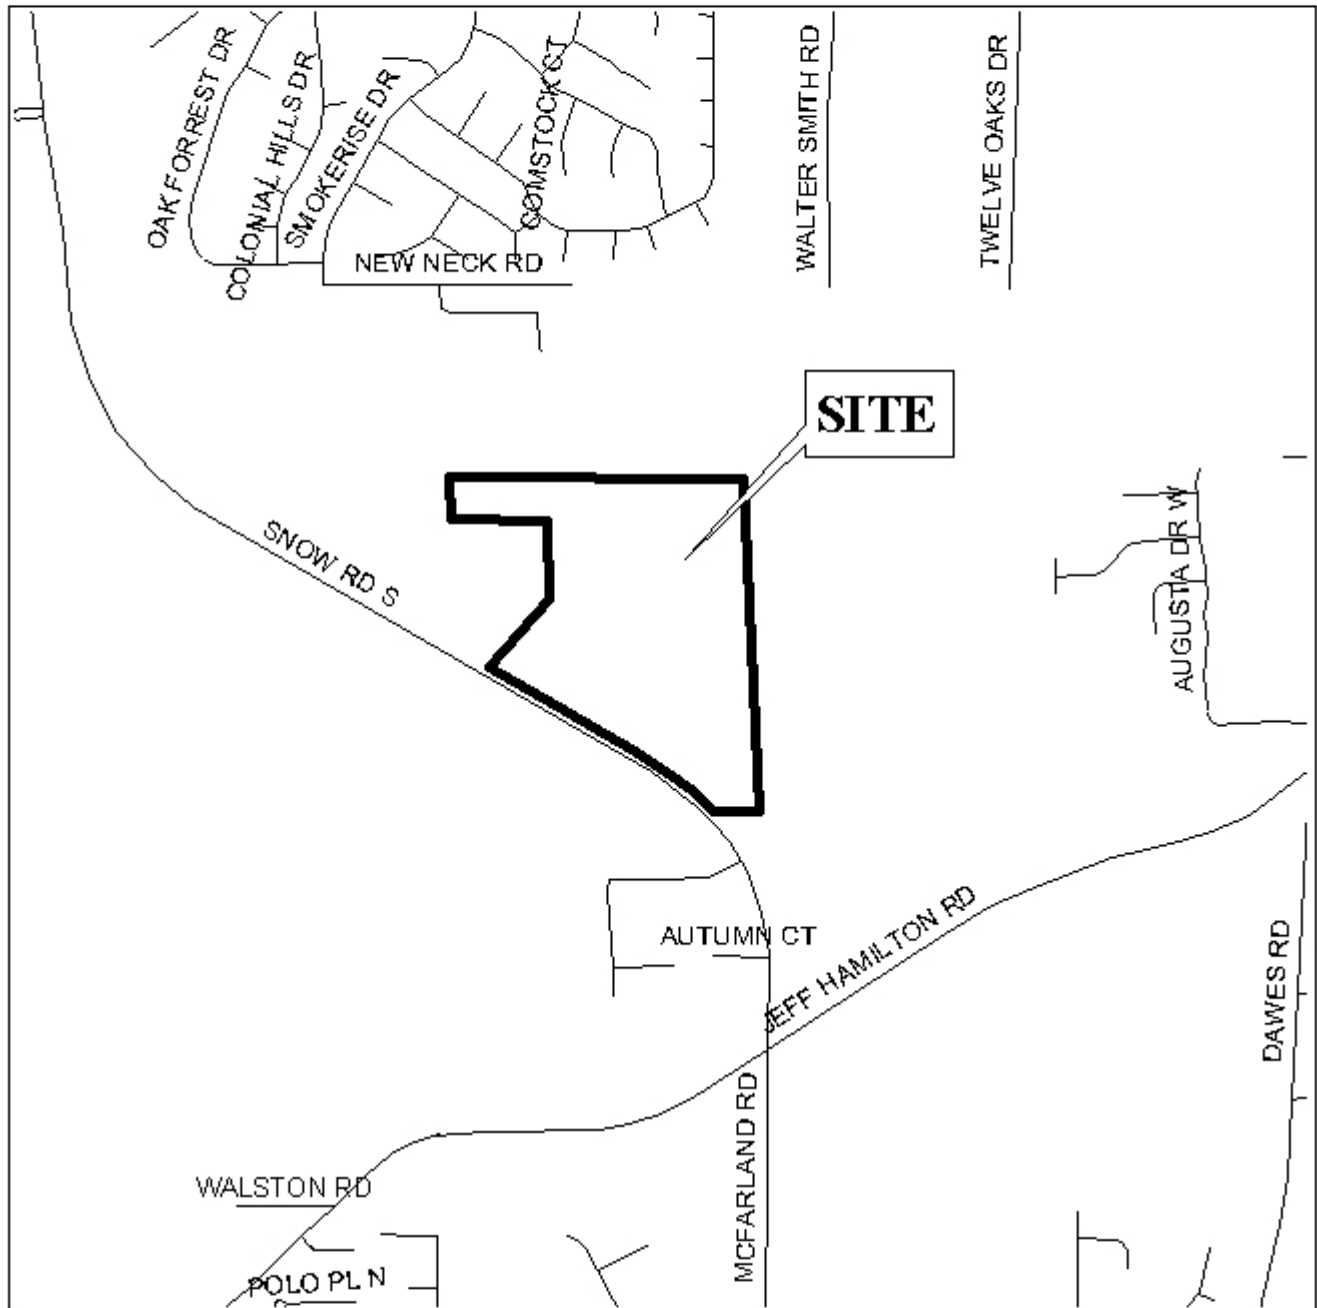 OAK FORREST DR
COLONIAL HILLS DR
SMOKERISE DR
COMSTOCK CT
WALTER SMITH RD
TWELVE OAKS DR
NEW NECK RD
SITE
SNOW RD S
AUGUSTA DR W
AUTUMN CT
JEFF HAMILTON RD
DAWES RD
MCFARLAND RD
WALSTON RD
POLO PL N